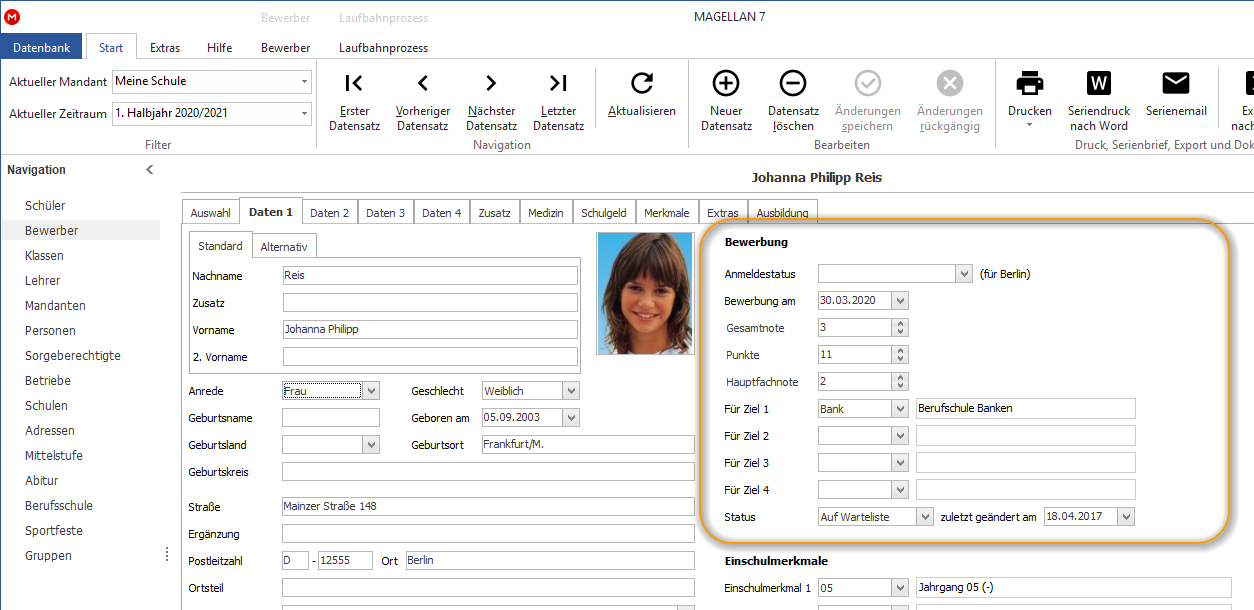 M
Bewerber Laufbahnprozess MAGELLAN 7
Datenbank Start Extras Hilfe Bewerber Laufbahnprozess
Aktueller Mandant Meine Schule
Aktueller Zeitraum 1. Halbjahr 2020/2021
Filter
Erster Datensatz
Vorheriger Datensatz
Nächster Datensatz
Letzter Datensatz
Aktualisieren
Navigation
Neuer Datensatz
Datensatz löschen
Änderungen speichern
Änderungen rückgängig
Bearbeiten
Drucken
W
Seriendruck nach Word
Serienemail
Ex
nach
Druck, Serienbrief, Export und Dok
Navigation
Schüler
Bewerber
Klassen
Lehrer
Mandanten
Personen
Sorgeberechtigte
Betriebe
Schulen
Adressen
Mittelstufe
Abitur
Berufsschule
Sportfeste
Gruppen
Johanna Philipp Reis
Auswahl Daten 1 Daten 2 Daten 3 Daten 4 Zusatz Medizin Schulgeld Merkmale Extras Ausbildung
Standard Alternativ
Nachname Reis
Zusatz
Vorname Johanna Philipp
2. Vorname
Anrede Frau Geschlecht Weiblich
Geburtsname Geboren am 05.09.2003
Geburtsland Geburtsort Frankfurt/M.
Geburtskreis
Straße Mainzer Straße 148
Ergänzung
Postleitzahl D - 12555 Ort Berlin
Ortsteil
Bewerbung
Anmeldestatus (für Berlin)
Bewerbung am 30.03.2020
Gesamtnote 3
Punkte 11
Hauptfachnote 2
Für Ziel 1 Bank Berufschule Banken
Für Ziel 2
Für Ziel 3
Für Ziel 4
Status Auf Warteliste zuletzt geändert am 18.04.2017
Einschulmerkmale
Einschulmerkmal 1 05 Jahrgang 05 (-)